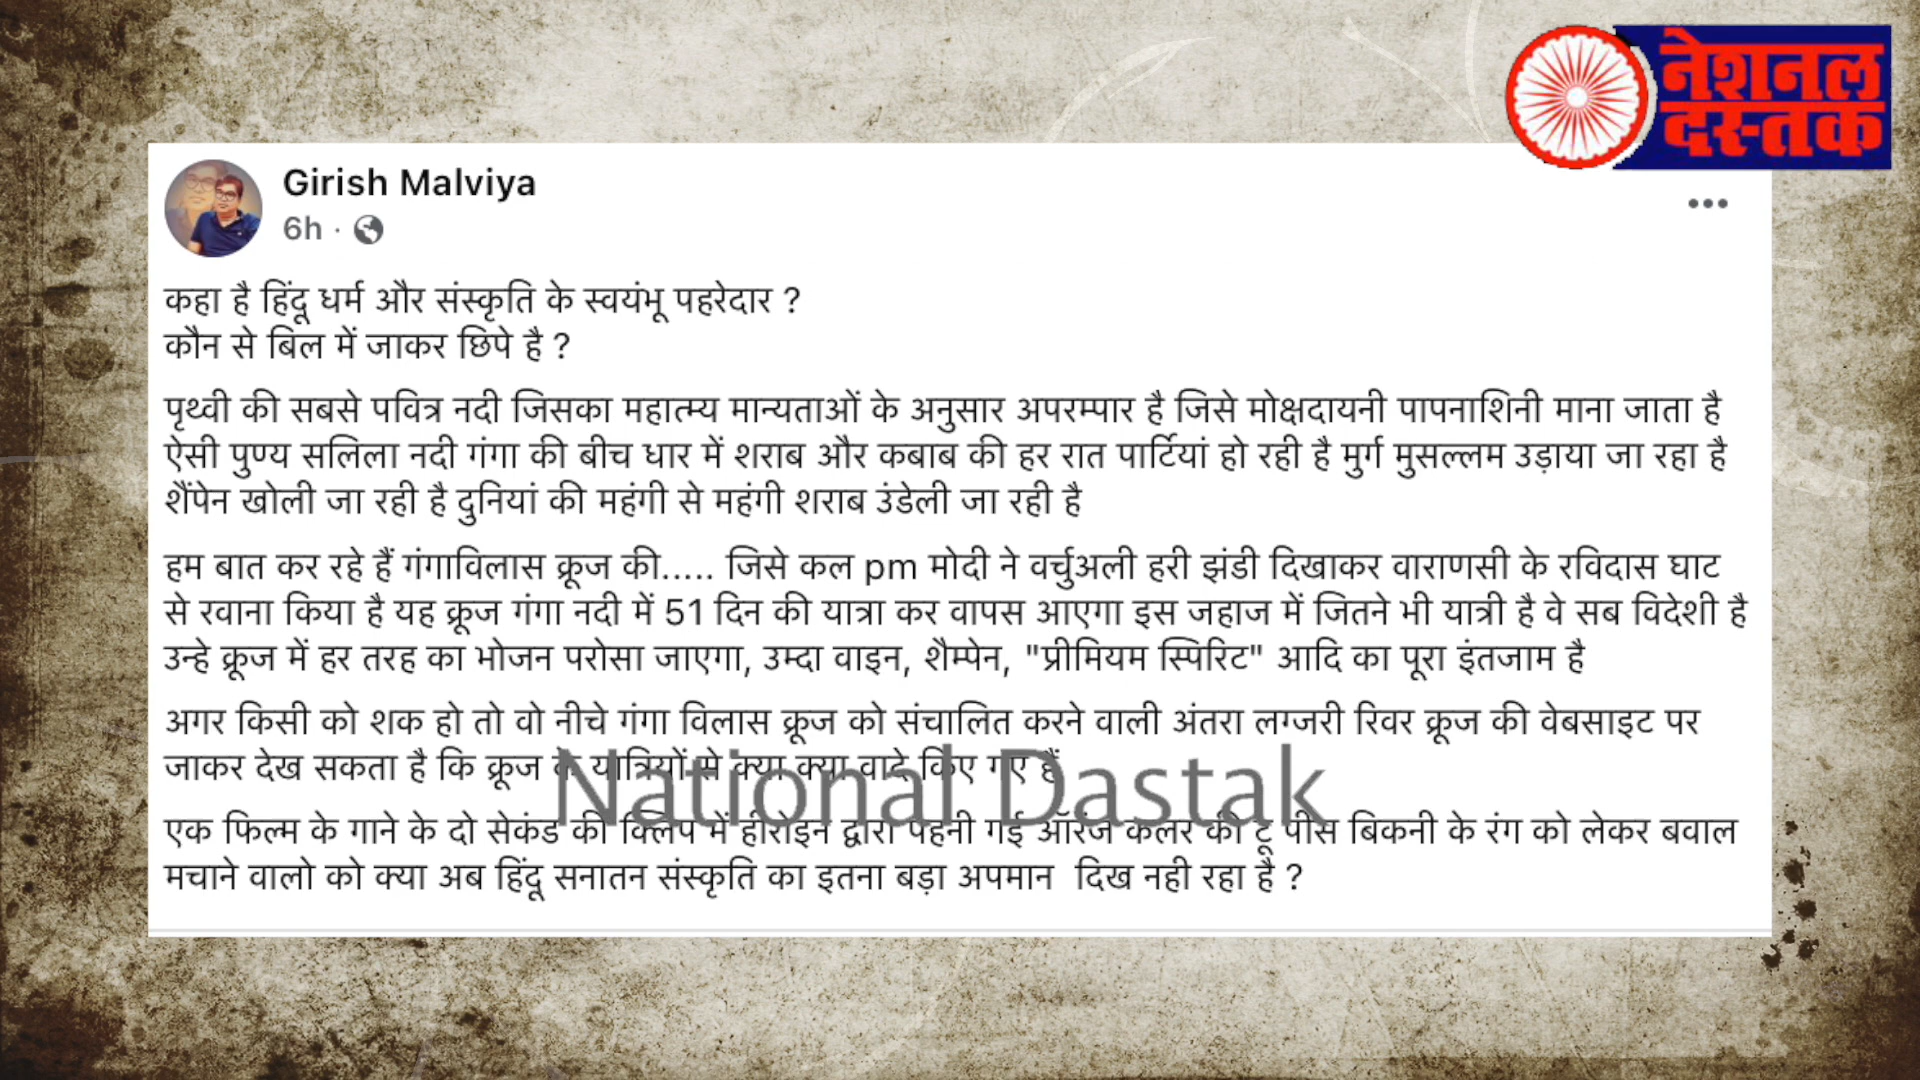 नेशनल
दस्तक
Girish Malviya
6h ·
कहा है हिंदू धर्म और संस्कृति के स्वयंभू पहरेदार ?
कौन से बिल में जाकर छिपे है ?
पृथ्वी की सबसे पवित्र नदी जिसका महात्म्य मान्यताओं के अनुसार अपरम्पार है जिसे मोक्षदायनी पापनाशिनी माना जाता है
ऐसी पुण्य सलिला नदी गंगा की बीच धार में शराब और कबाब की हर रात पार्टियां हो रही है मुर्ग मुसल्लम उड़ाया जा रहा है
शैंपेन खोली जा रही है दुनियां की महंगी से महंगी शराब उंडेली जा रही है
हम बात कर रहे हैं गंगाविलास क्रूज की..... जिसे कल pm मोदी ने वर्चुअली हरी झंडी दिखाकर वाराणसी के रविदास घाट
से रवाना किया है यह क्रूज गंगा नदी में 51 दिन की यात्रा कर वापस आएगा इस जहाज में जितने भी यात्री है वे सब विदेशी है
उन्हे क्रूज में हर तरह का भोजन परोसा जाएगा, उम्दा वाइन, शैम्पेन, "प्रीमियम स्पिरिट" आदि का पूरा इंतजाम है
अगर किसी को शक हो तो वो नीचे गंगा विलास क्रूज को संचालित करने वाली अंतरा लग्जरी रिवर क्रूज की वेबसाइट पर
जाकर देख सकता है कि क्रूज के यात्रियों से क्या क्या वादे किए गए हैं
National Dastak
एक फिल्म के गाने के दो सेकंड की क्लिप में हीरोइन द्वारा पहनी गई ऑरेंज कलर की टू पीस बिकनी के रंग को लेकर बवाल
मचाने वालो को क्या अब हिंदू सनातन संस्कृति का इतना बड़ा अपमान दिख नही रहा है ?